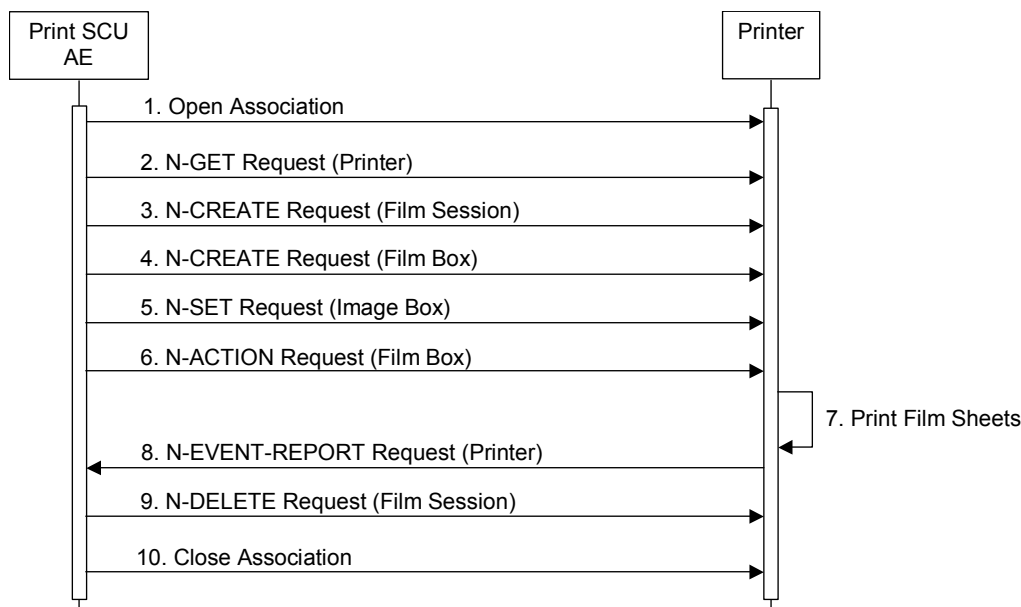 Print SCU
AE
Printer
1. Open Association
2. N-GET Request (Printer)
3. N-CREATE Request (Film Session)
4. N-CREATE Request (Film Box)
5. N-SET Request (Image Box)
6. N-ACTION Request (Film Box)
7. Print Film Sheets
8. N-EVENT-REPORT Request (Printer)
9. N-DELETE Request (Film Session)
10. Close Association